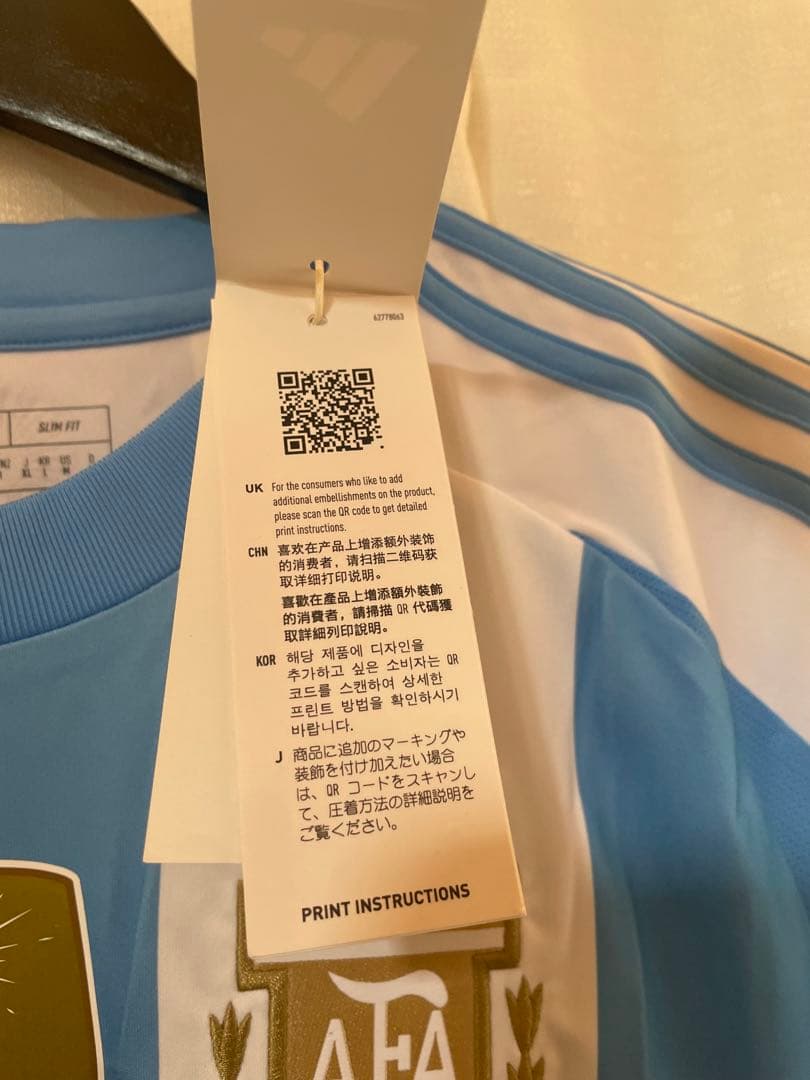 62778063
SLIM FIT
J KR US D
XL L M
UK For the consumers who like to add
additional embellishments on the product,
please scan the QR code to get detailed
print instructions.
CHN 喜欢在产品上增添额外装饰
的消费者，请扫描二维码获
取详细打印说明。
喜歡在產品上增添額外裝飾
的消費者，請掃描 QR 代碼獲
取詳細列印說明。
KOR 해당 제품에 디자인을
추가하고 싶은 소비자는 QR
코드를 스캔하여 상세한
프린트 방법을 확인하시기
바랍니다.
J 商品に追加のマーキングや
装飾を付け加えたい場合
は、QR コードをスキャンし
て、圧着方法の詳細説明を
ご覧ください。
PRINT INSTRUCTIONS
AFA